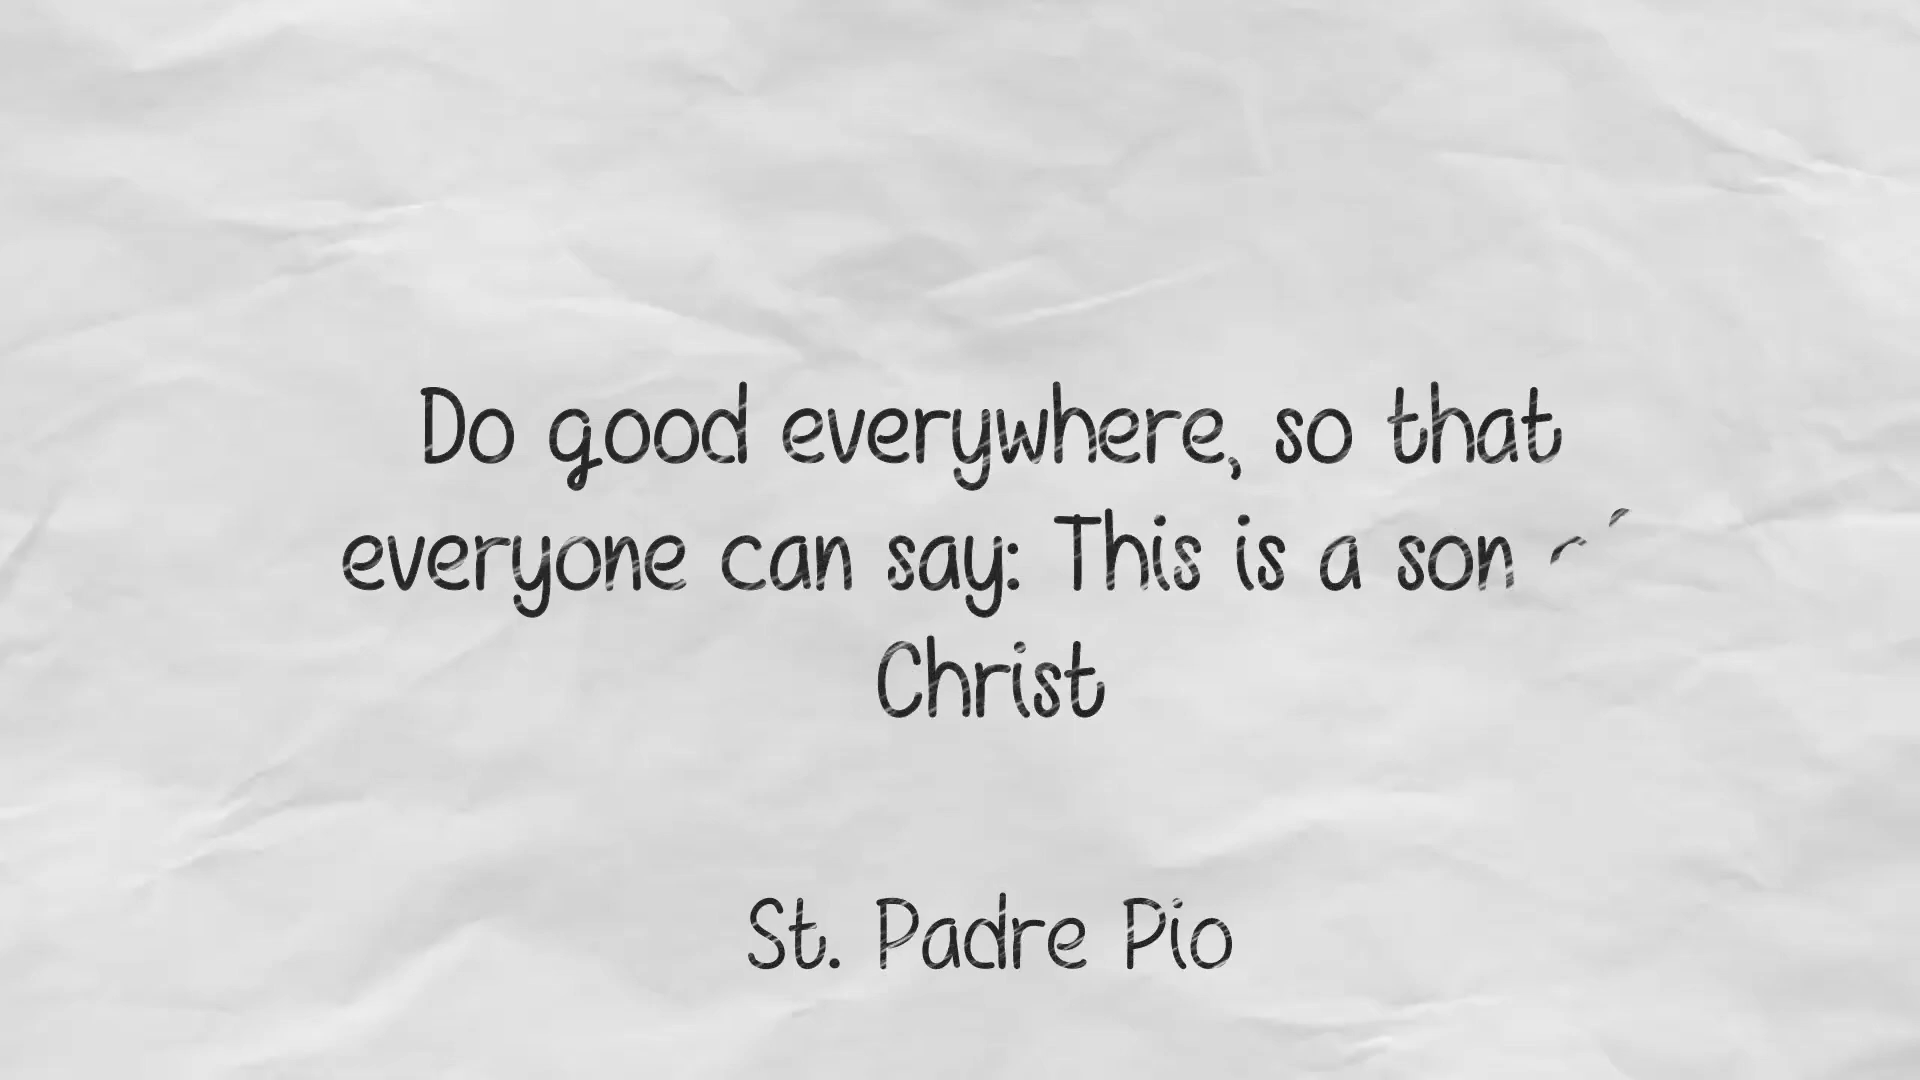 Do good everywhere, so that
everyone can say: This is a son
Christ
St. Padre Pio